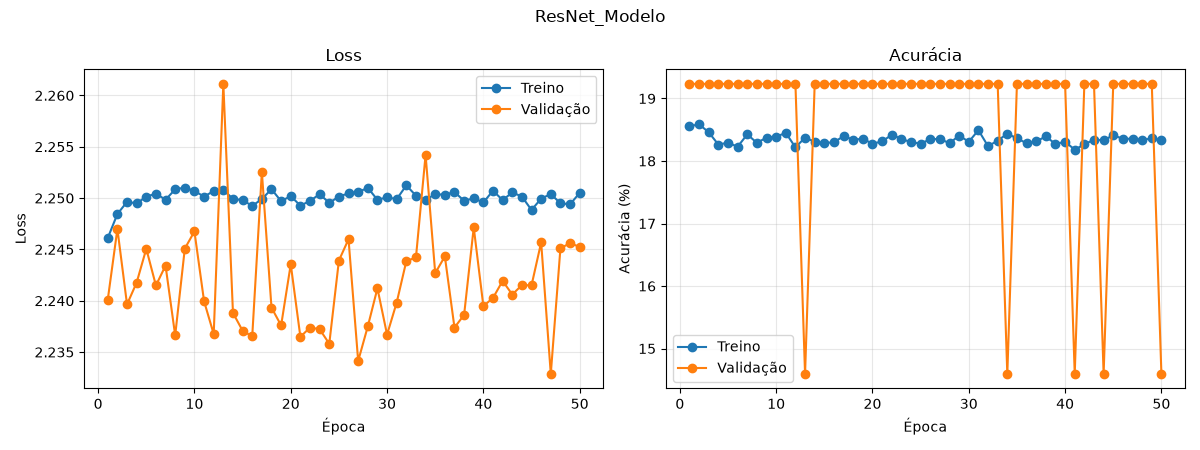 ResNet_Modelo
Loss
2.260
2.255
2.250
2.245
2.240
2.235
Loss
0
10
20
30
40
50
Época
Treino
Validação
Acurácia
19
18
17
16
15
Acurácia (%)
0
10
20
30
40
50
Época
Treino
Validação